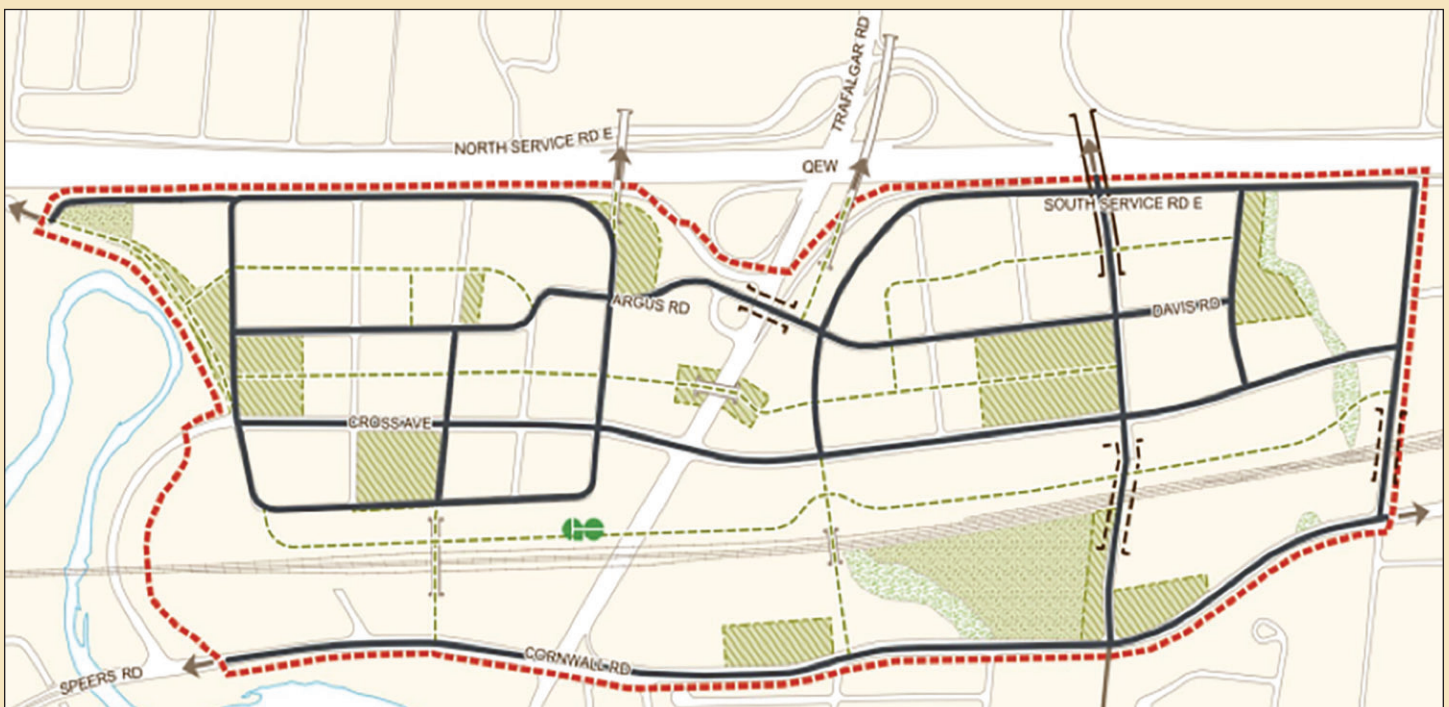 TRAFALGAR RD
NORTH SERVICE RD E
QEW
SOUTH SERVICE RD E
ARGUS RD
DAVIS RD
CROSS AVE
GO
CORNWALL RD
SPEERS RD